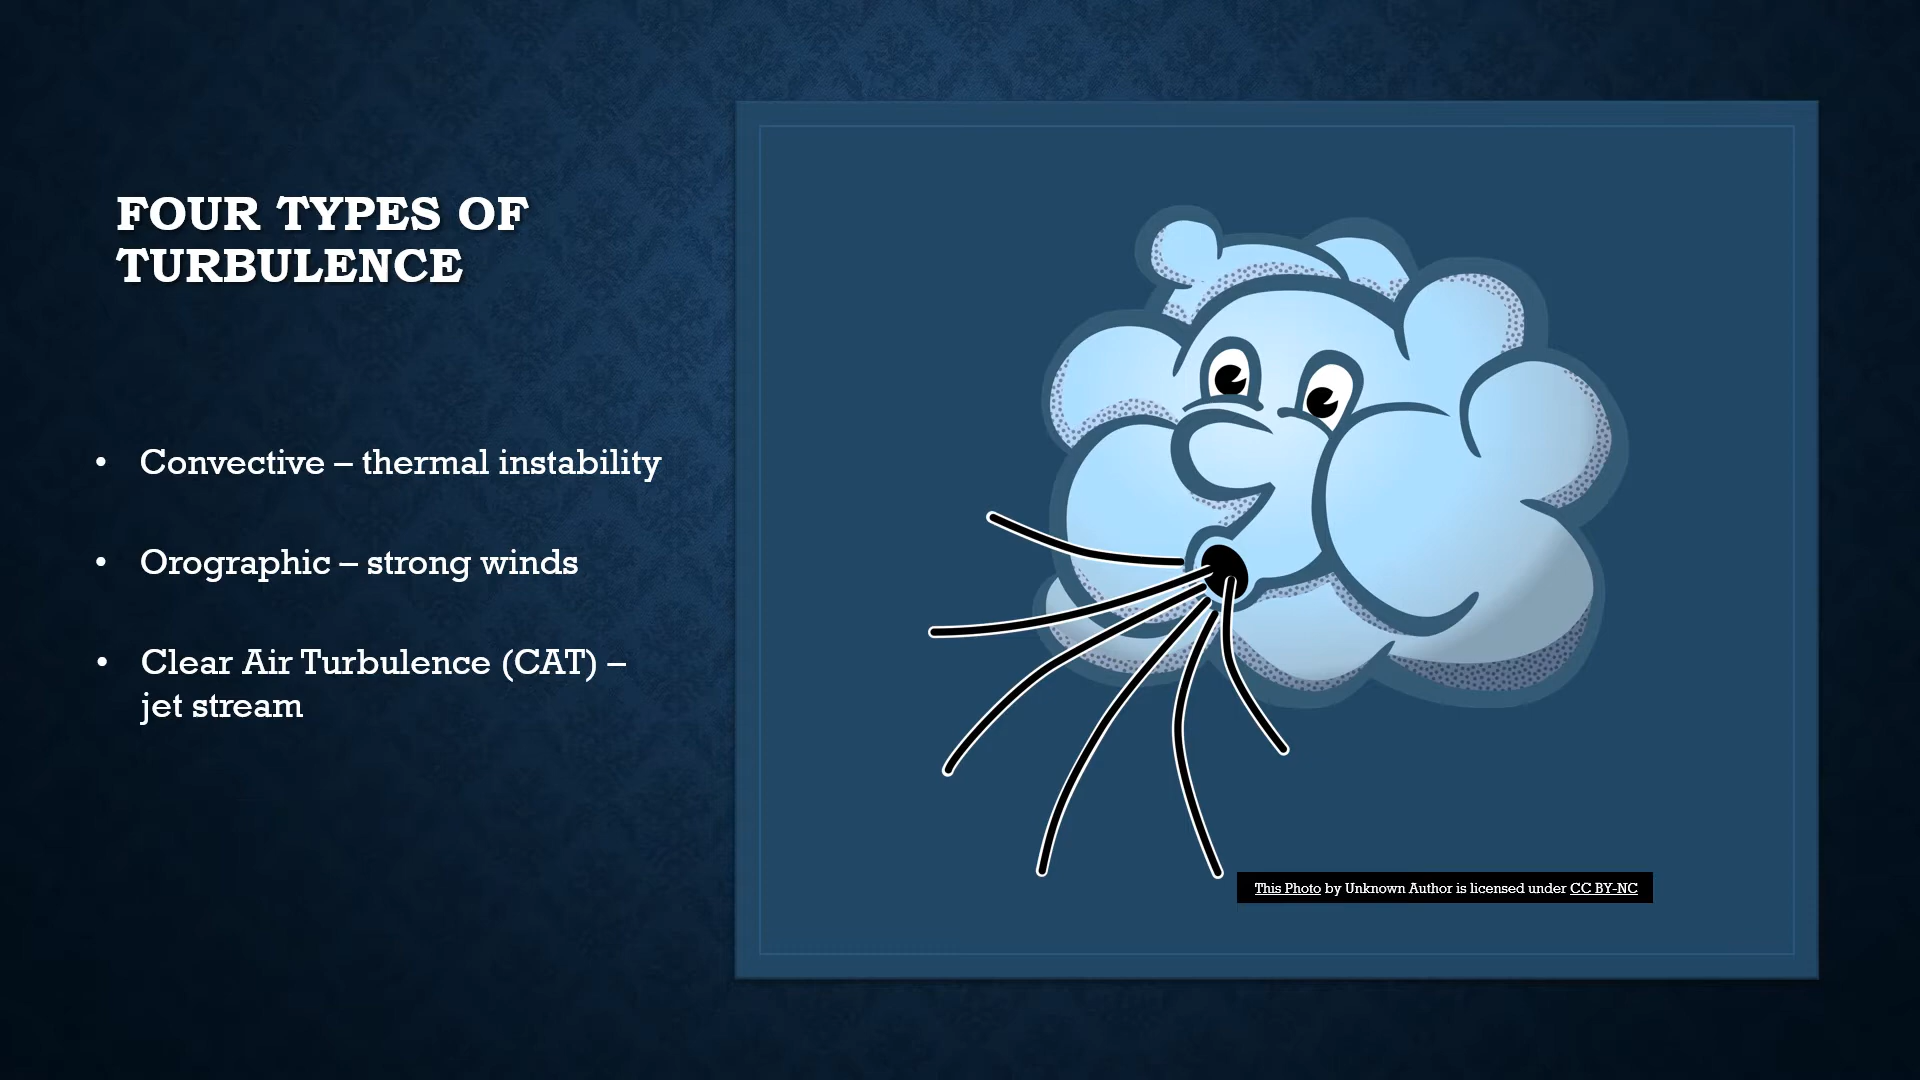 FOUR TYPES OF
TURBULENCE
• Convective – thermal instability
• Orographic – strong winds
• Clear Air Turbulence (CAT) –
jet stream
This Photo by Unknown Author is licensed under CC BY-NC